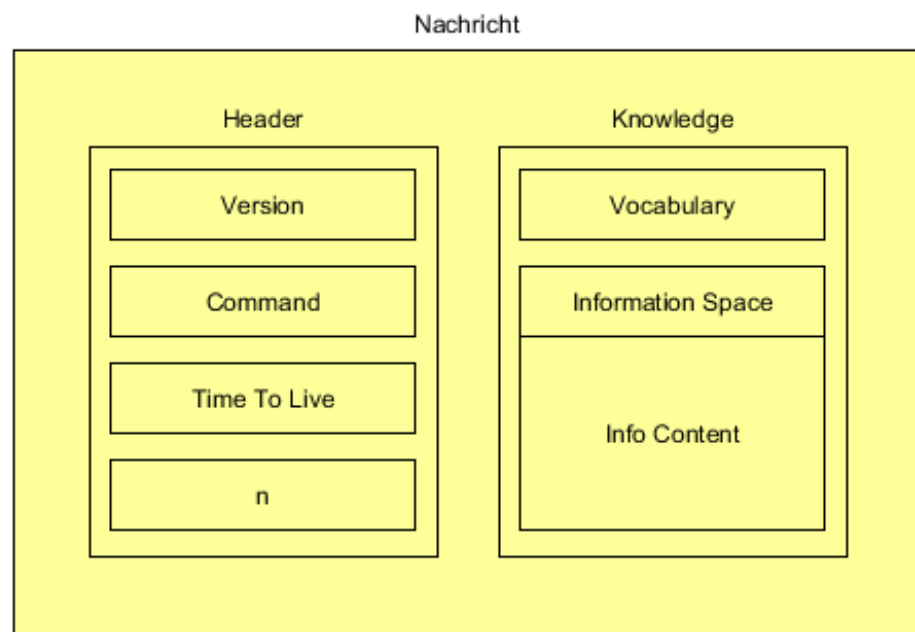 Nachricht
Header
Version
Command
Time To Live
n
Knowledge
Vocabulary
Information Space
Info Content